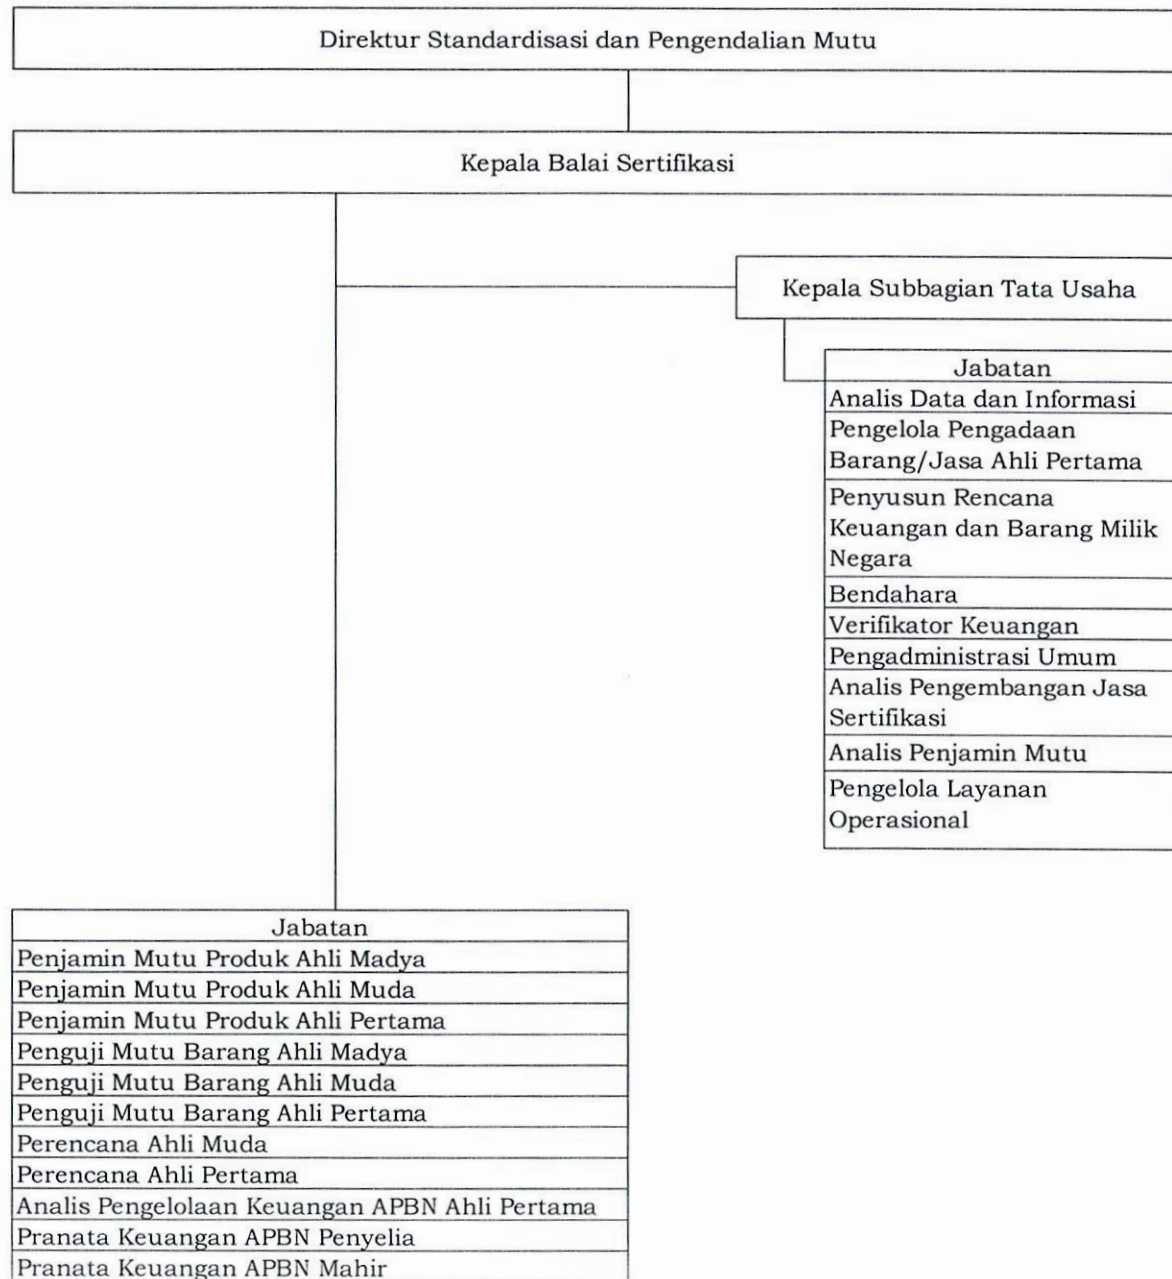 Direktur Standardisasi dan Pengendalian Mutu
Kepala Balai Sertifikasi
Kepala Subbagian Tata Usaha
Jabatan
Analis Data dan Informasi
Pengelola Pengadaan
Barang/Jasa Ahli Pertama
Penyusun Rencana
Keuangan dan Barang Milik
Negara
Bendahara
Verifikator Keuangan
Pengadministrasi Umum
Analis Pengembangan Jasa
Sertifikasi
Analis Penjamin Mutu
Pengelola Layanan
Operasional
Jabatan
Penjamin Mutu Produk Ahli Madya
Penjamin Mutu Produk Ahli Muda
Penjamin Mutu Produk Ahli Pertama
Penguji Mutu Barang Ahli Madya
Penguji Mutu Barang Ahli Muda
Penguji Mutu Barang Ahli Pertama
Perencana Ahli Muda
Perencana Ahli Pertama
Analis Pengelolaan Keuangan APBN Ahli Pertama
Pranata Keuangan APBN Penyelia
Pranata Keuangan APBN Mahir